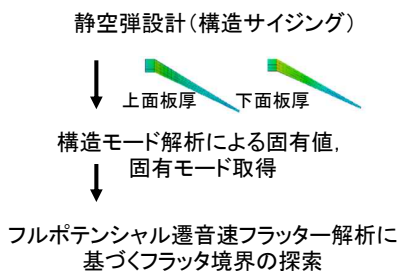 静空弾設計（構造サイジング）
上面板厚 下面板厚
構造モード解析による固有値，
固有モード取得
フルポテンシャル遷音速フラッター解析に
基づくフラッタ境界の探索